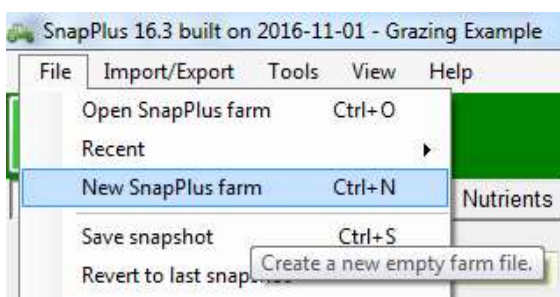 SnapPlus 16.3 built on 2016-11-01 - Grazing Example
File Import/Export Tools View Help
Open SnapPlus farm Ctrl+O
Recent
New SnapPlus farm Ctrl+N
Nutrients
Save snapshot Ctrl+S
Create a new empty farm file.
Revert to last